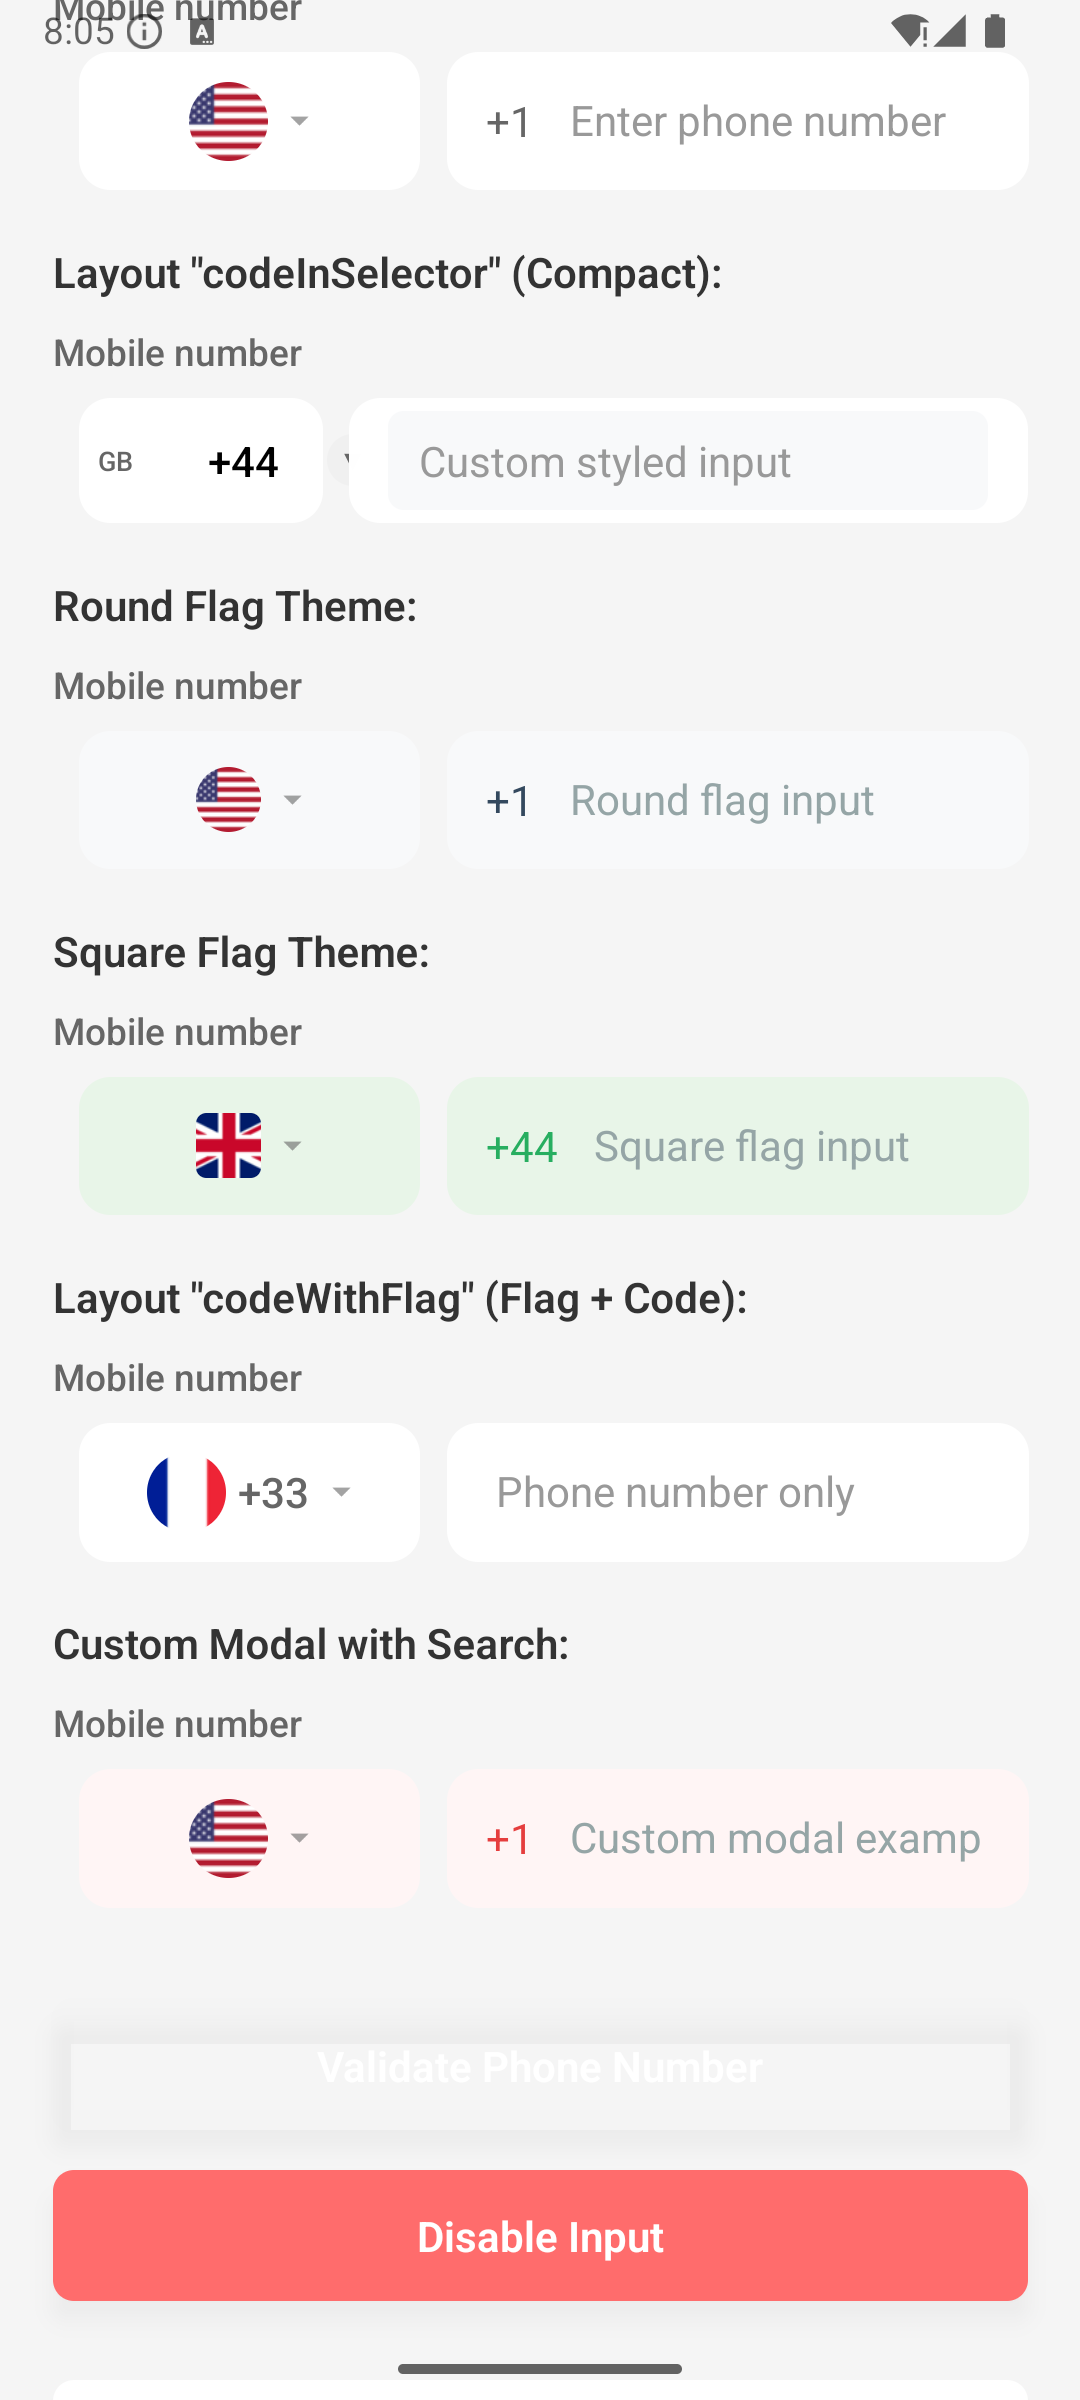 Mobile number
8:05
+1 Enter phone number
Layout "codeInSelector" (Compact):
Mobile number
GB +44 Custom styled input
Round Flag Theme:
Mobile number
+1 Round flag input
Square Flag Theme:
Mobile number
+44 Square flag input
Layout "codeWithFlag" (Flag + Code):
Mobile number
+33 Phone number only
Custom Modal with Search:
Mobile number
+1 Custom modal examp
Validate Phone Number
Disable Input